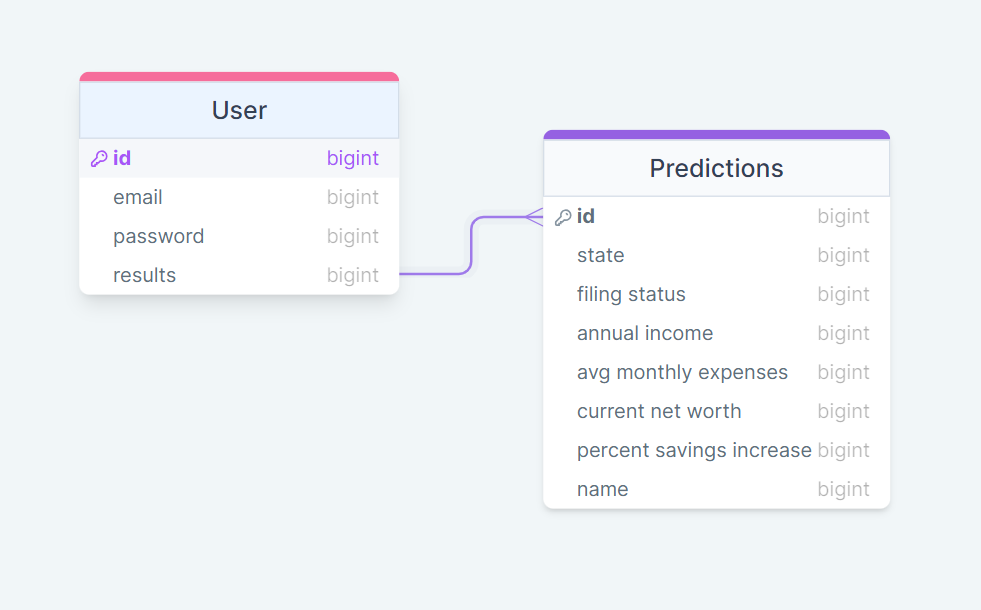 User
id bigint
email bigint
password bigint
results bigint
Predictions
id bigint
state bigint
filing status bigint
annual income bigint
avg monthly expenses bigint
current net worth bigint
percent savings increase bigint
name bigint